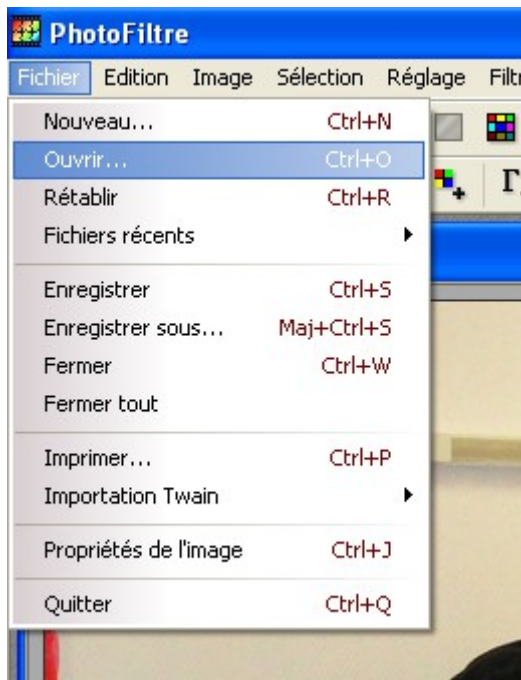 PhotoFiltre
Fichier Edition Image Sélection Réglage Filtr
Nouveau... Ctrl+N
Ouvrir... Ctrl+O
Rétablir Ctrl+R
Fichiers récents
Enregistrer Ctrl+S
Enregistrer sous... Maj+Ctrl+S
Fermer Ctrl+W
Fermer tout
Imprimer... Ctrl+P
Importation Twain
Propriétés de l'image Ctrl+J
Quitter Ctrl+Q